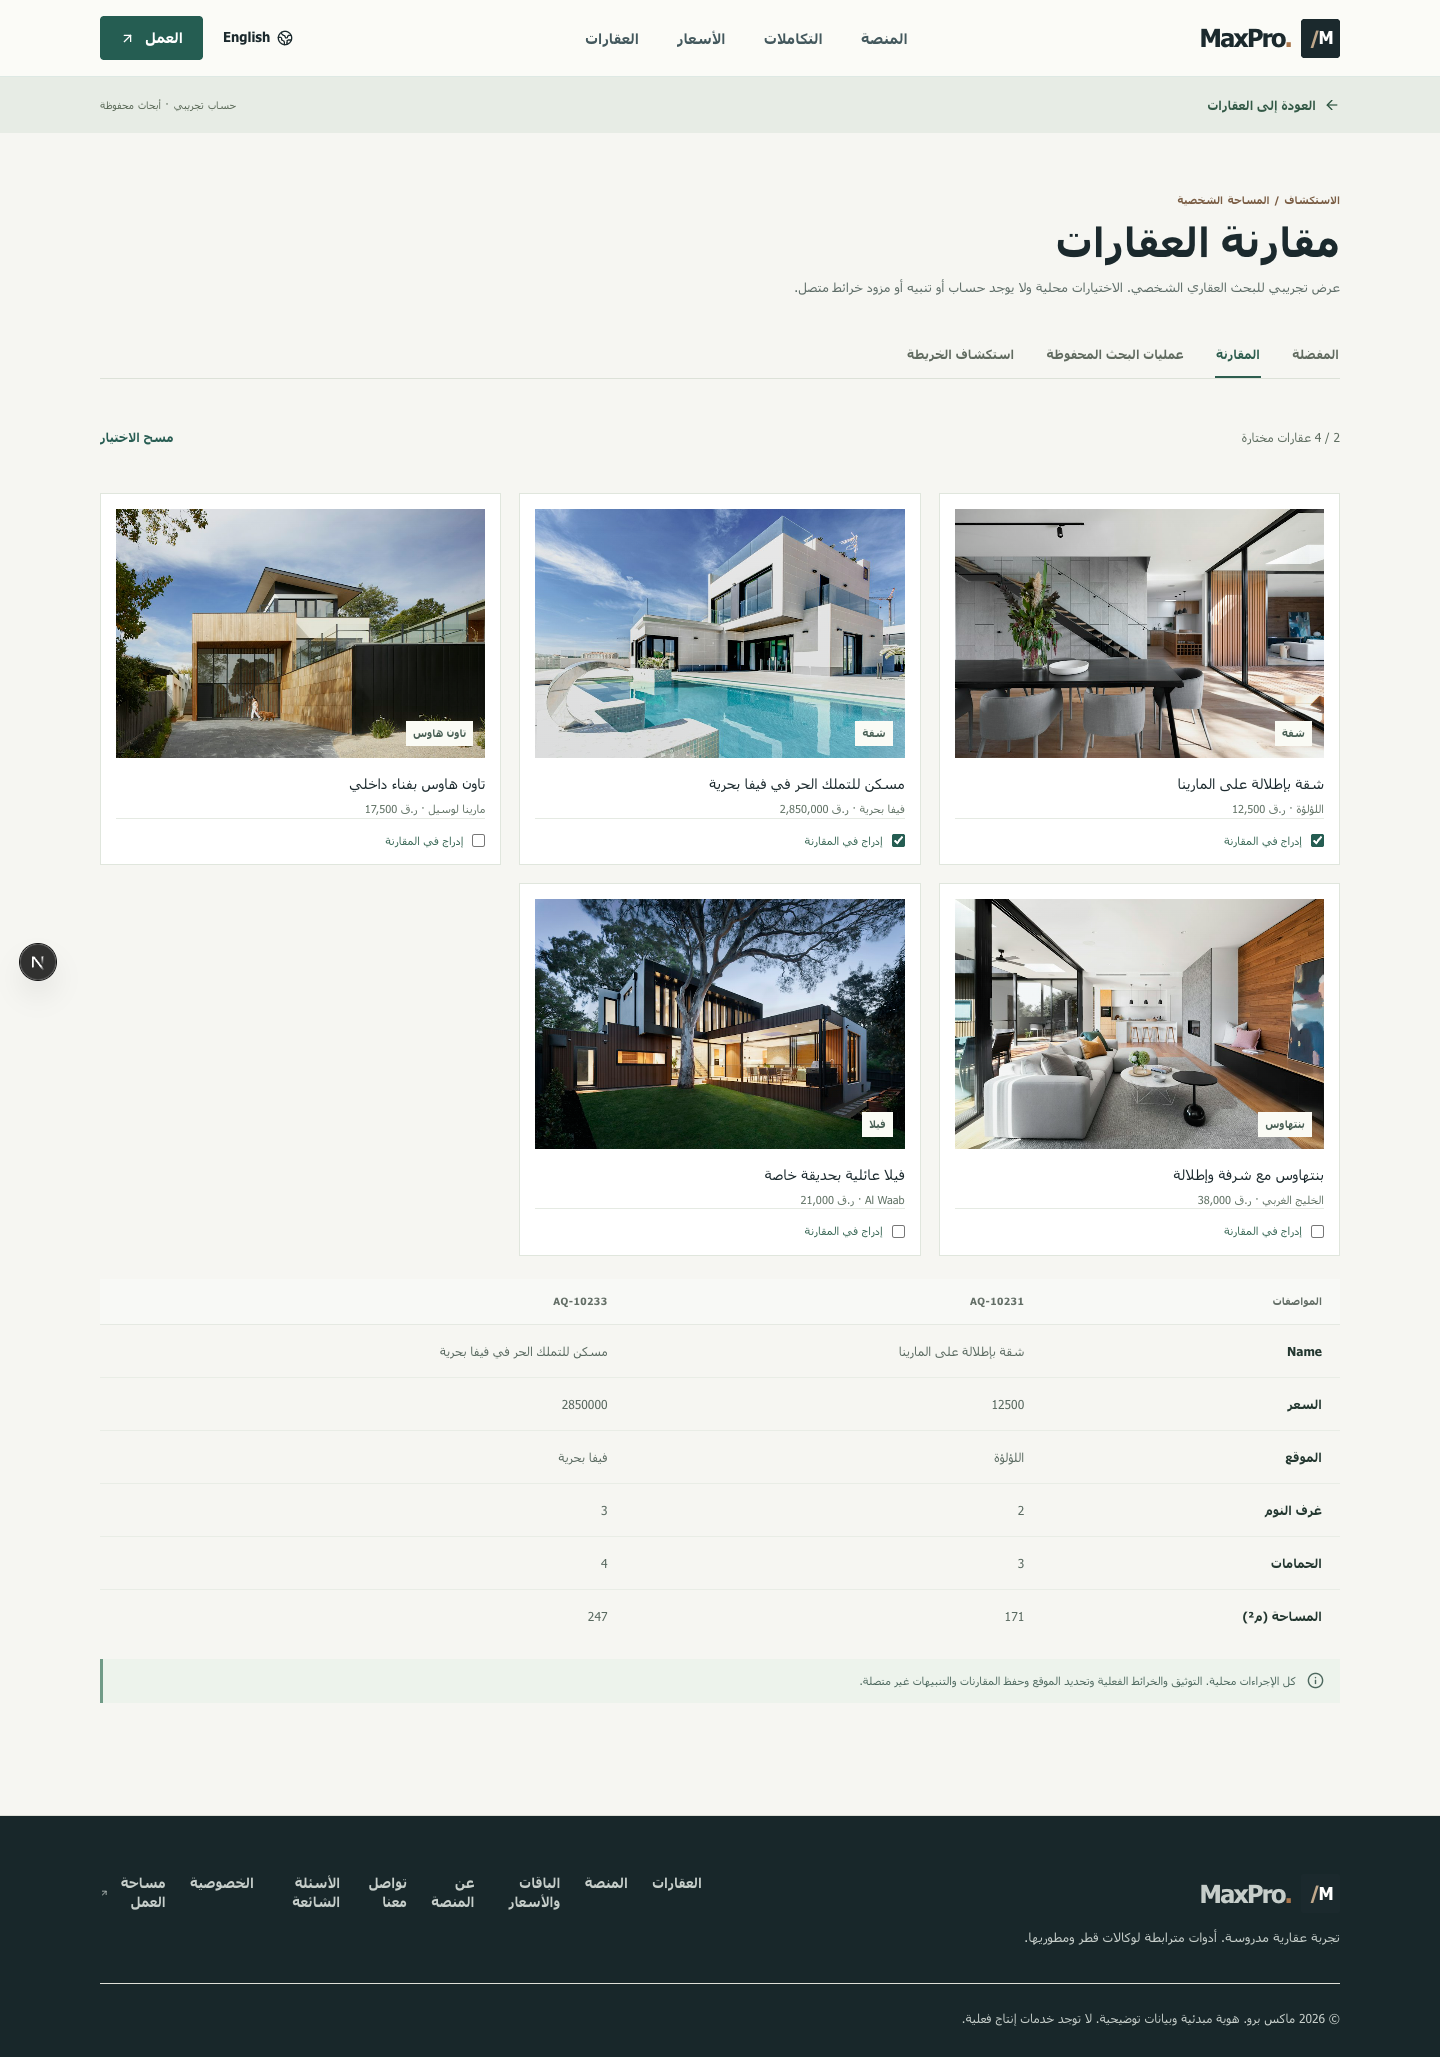 M/ MaxPro.
المنصة التكاملات الأسعار العقارات
English
العمل
العودة إلى العقارات
حساب تجريبي · أبحاث محفوظة
الاستكشاف / المساحة الشخصية
مقارنة العقارات
عرض تجريبي للبحث العقاري الشخصي. الاختيارات محلية ولا يوجد حساب أو تنبيه أو مزود خرائط متصل.
المفضلة المقارنة عمليات البحث المحفوظة استكشاف الخريطة
2 / 4 عقارات مختارة
مسح الاختيار
شقة
شقة بإطلالة على المارينا
اللؤلؤة · ر.ق 12,500
إدراج في المقارنة
شقة
مسكن للتملك الحر في فيفا بحرية
فيفا بحرية · ر.ق 2,850,000
إدراج في المقارنة
تاون هاوس
تاون هاوس بفناء داخلي
مارينا لوسيل · ر.ق 17,500
إدراج في المقارنة
بنتهاوس
بنتهاوس مع شرفة وإطلالة
الخليج الغربي · ر.ق 38,000
إدراج في المقارنة
فيلا
فيلا عائلية بحديقة خاصة
Al Waab · ر.ق 21,000
إدراج في المقارنة
المواصفات AQ-10231 AQ-10233
Name شقة بإطلالة على المارينا مسكن للتملك الحر في فيفا بحرية
السعر 12500 2850000
الموقع اللؤلؤة فيفا بحرية
غرف النوم 2 3
الحمامات 3 4
المساحة (م²) 171 247
كل الإجراءات محلية. التوثيق والخرائط الفعلية وتحديد الموقع وحفظ المقارنات والتنبيهات غير متصلة.
M/ MaxPro.
تجربة عقارية مدروسة. أدوات مترابطة لوكالات قطر ومطوريها.
العقارات
المنصة
الباقات
والأسعار
عن
المنصة
تواصل
معنا
الأسئلة
الشائعة
الخصوصية
مساحة
العمل
© 2026 ماكس برو. هوية مبدئية وبيانات توضيحية. لا توجد خدمات إنتاج فعلية.